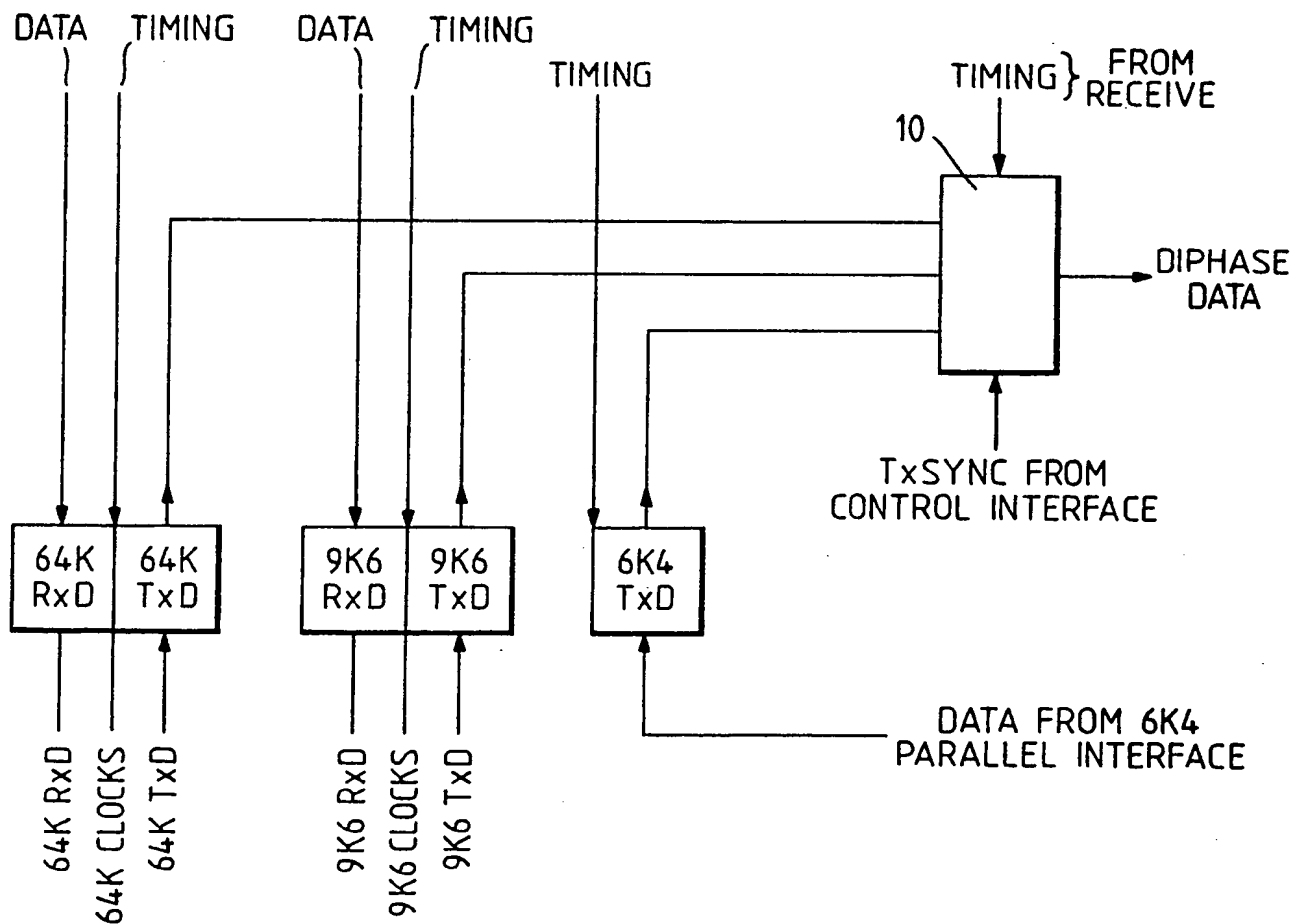 DATA TIMING DATA TIMING
TIMING
TIMING } FROM
RECEIVE
10
DIPHASE
DATA
TxSYNC FROM
CONTROL INTERFACE
64K
RxD
64K
TxD
9K6
RxD
9K6
TxD
6K4
TxD
DATA FROM 6K4
PARALLEL INTERFACE
64K RxD
64K CLOCKS
64K TxD
9K6 RxD
9K6 CLOCKS
9K6 TxD